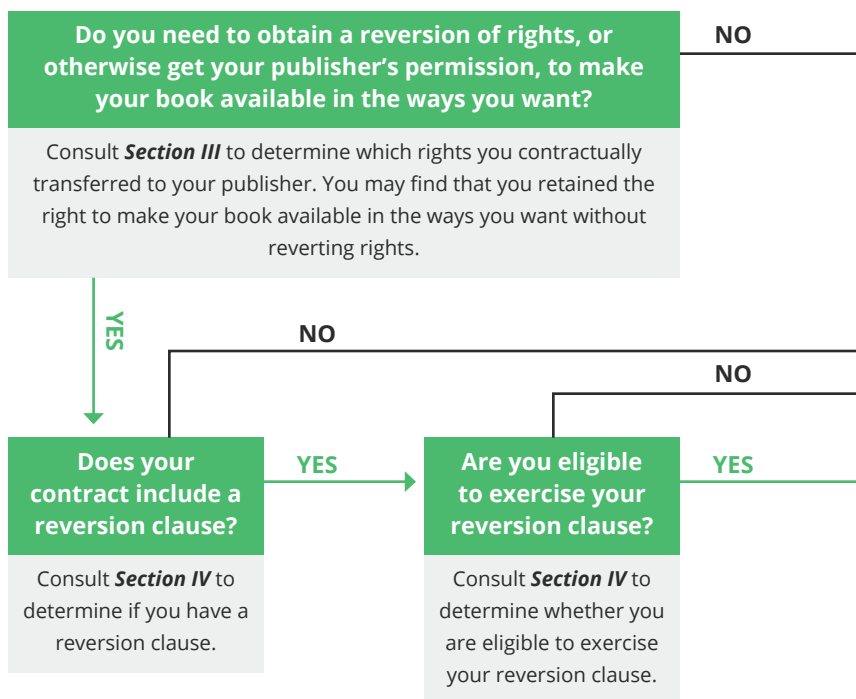 Do you need to obtain a reversion of rights, or
otherwise get your publisher’s permission, to make
your book available in the ways you want?
NO
Consult Section III to determine which rights you contractually
transferred to your publisher. You may find that you retained the
right to make your book available in the ways you want without
reverting rights.
YES
NO
NO
Does your
contract include a
reversion clause?
YES
Are you eligible
to exercise your
reversion clause?
YES
Consult Section IV to
determine if you have a
reversion clause.
Consult Section IV to
determine whether you
are eligible to exercise
your reversion clause.